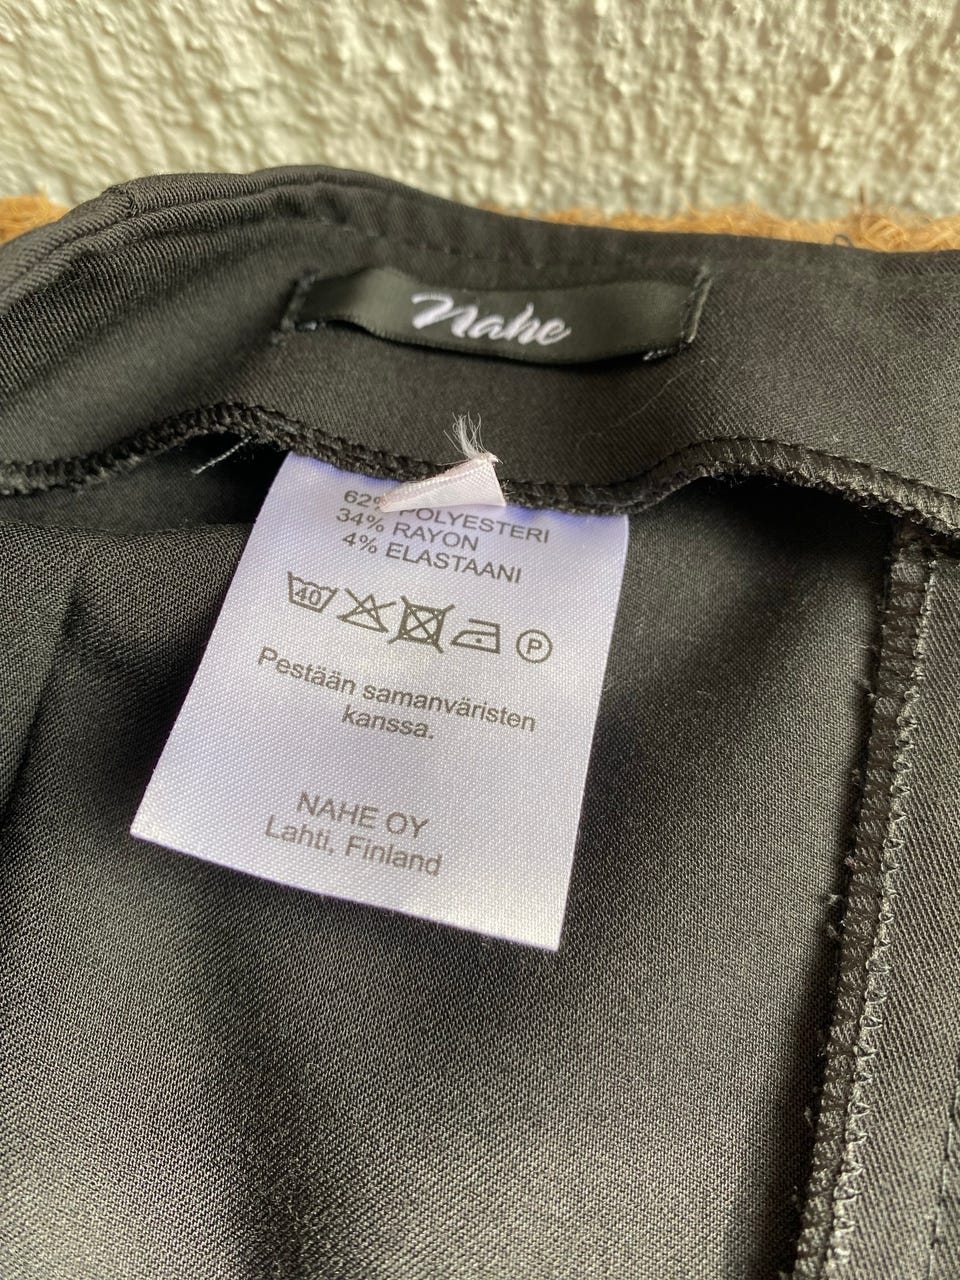 Nahe
62% POLYESTERI
34% RAYON
4% ELASTAANI
40 P
Pestään samanväristen
kanssa.
NAHE OY
Lahti, Finland